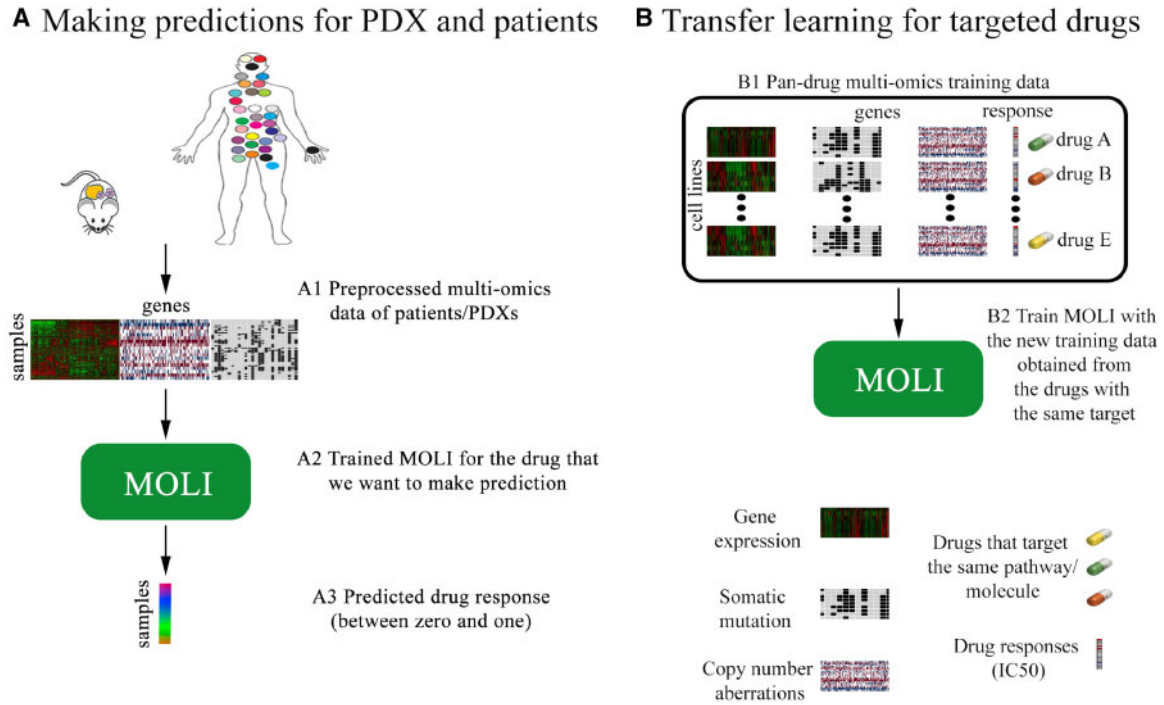 A Making predictions for PDX and patients
genes
samples
A1 Preprocessed multi-omics
data of patients/PDXs
MOLI
A2 Trained MOLI for the drug that
we want to make prediction
samples
A3 Predicted drug response
(between zero and one)
B Transfer learning for targeted drugs
B1 Pan-drug multi-omics training data
genes
response
cell lines
drug A
drug B
drug E
MOLI
B2 Train MOLI with
the new training data
obtained from
the drugs with
the same target
Gene
expression
Somatic
mutation
Copy number
aberrations
Drugs that target
the same pathway/
molecule
Drug responses
(IC50)